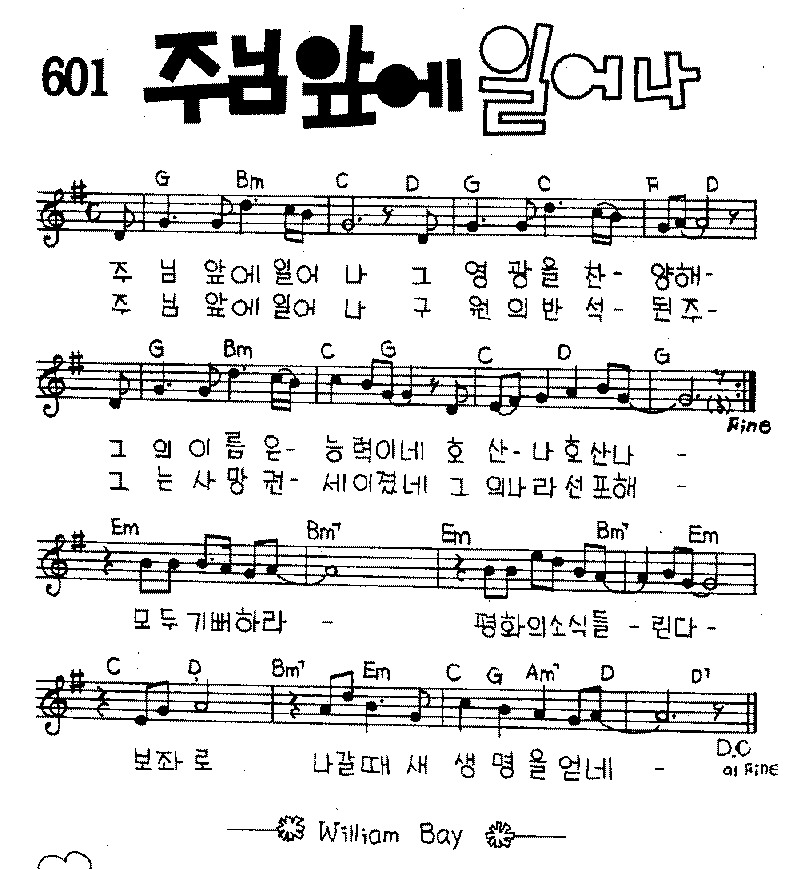 601 주님앞에 일어나
G Bm C D G C F D
주 님 앞에일어 나 그 영 광을 찬- 양해-
주 님 앞에일어 나 구 원 의반 석- 된주-
G Bm C G C D G
그 의 이 름 은- 능력이네 호 산-나호산나 -
그 는 사 망 권- 세이겼네 그 의나라선포해 -
Fine
Em Bm7 Em Bm7 Em
모두기뻐하라 - 평화의소식들 -린다-
C D Bm7 Em C G Am7 D D7
보좌로 나갈때 새 생 명을얻네 -
D.C
al Fine
William Bay